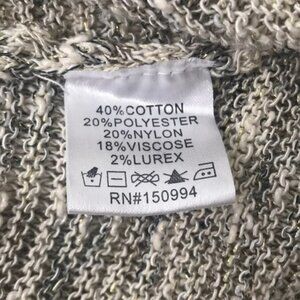 40%COTTON
20%POLYESTER
20%NYLON
18%VISCOSE
2%LUREX
RN#150994